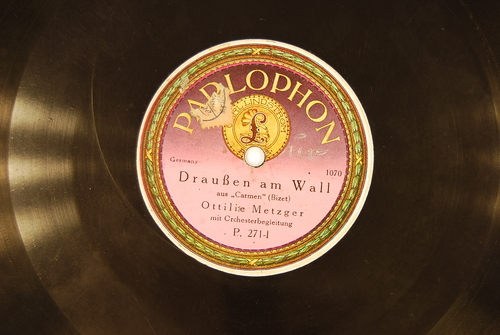 PARLOPHON
Germany
1070
Draußen am Wall
aus „Carmen“ (Bizet)
Ottilie Metzger
mit Orchesterbegleitung
P. 271-I